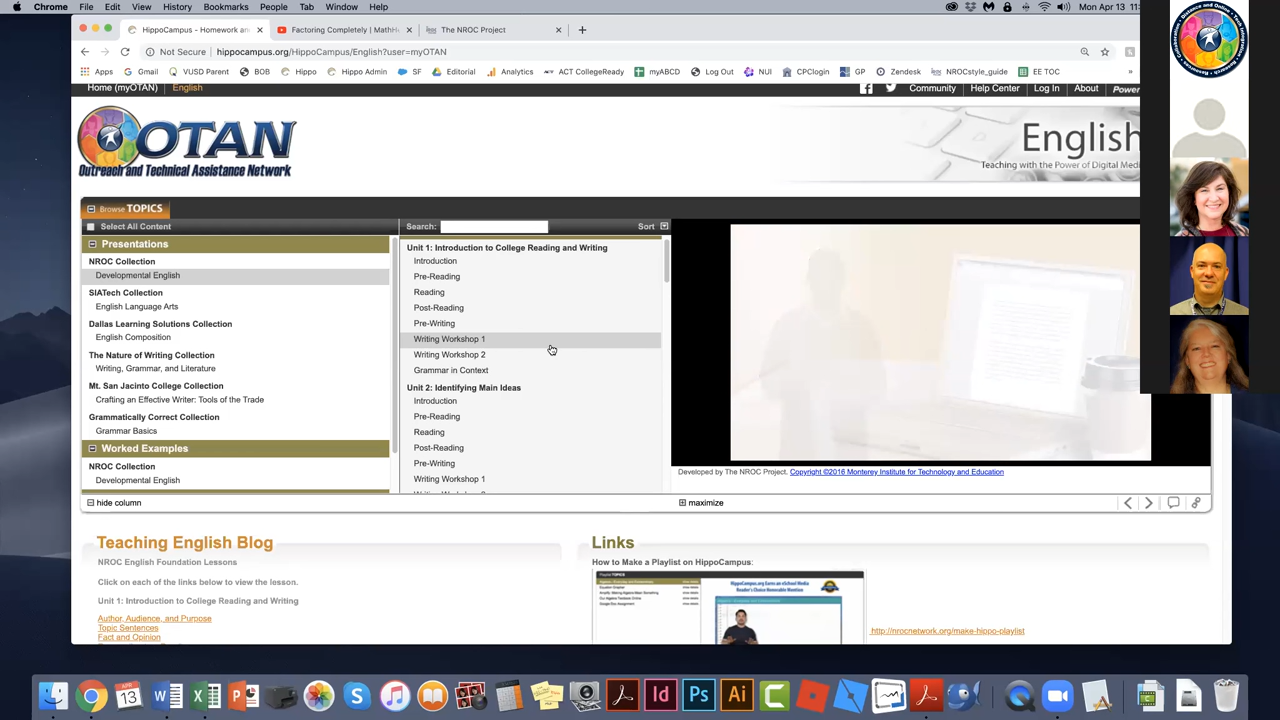 Chrome File Edit View History Bookmarks People Tab Window Help
Mon Apr 13
HippoCampus - Homework and
Factoring Completely | MathH
The NROC Project
Not Secure hippocampus.org/HippoCampus/English?user=myOTAN
Apps Gmail VUSD Parent BOB Hippo Hippo Admin SF Editorial Analytics ACT CollegeReady myABCD Log Out NUI CPClogin GP Zendesk NROCstyle_guide EE TOC »
Home (myOTAN) English
Community Help Center Log In About Power
OTAN
Outreach and Technical Assistance Network
English
Teaching with the Power of Digital Med
Browse TOPICS
Select All Content
Search:
Sort
Presentations
NROC Collection
Developmental English
SIATech Collection
English Language Arts
Dallas Learning Solutions Collection
English Composition
The Nature of Writing Collection
Writing, Grammar, and Literature
Mt. San Jacinto College Collection
Crafting an Effective Writer: Tools of the Trade
Grammatically Correct Collection
Grammar Basics
Worked Examples
NROC Collection
Developmental English
Unit 1: Introduction to College Reading and Writing
Introduction
Pre-Reading
Reading
Post-Reading
Pre-Writing
Writing Workshop 1
Writing Workshop 2
Grammar in Context
Unit 2: Identifying Main Ideas
Introduction
Pre-Reading
Reading
Post-Reading
Pre-Writing
Writing Workshop 1
Developed by The NROC Project. Copyright ©2016 Monterey Institute for Technology and Education
hide column
maximize
Teaching English Blog
NROC English Foundation Lessons
Click on each of the links below to view the lesson.
Unit 1: Introduction to College Reading and Writing
Author, Audience, and Purpose
Topic Sentences
Fact and Opinion
Links
How to Make a Playlist on HippoCampus:
http://nrocnetwork.org/make-hippo-playlist